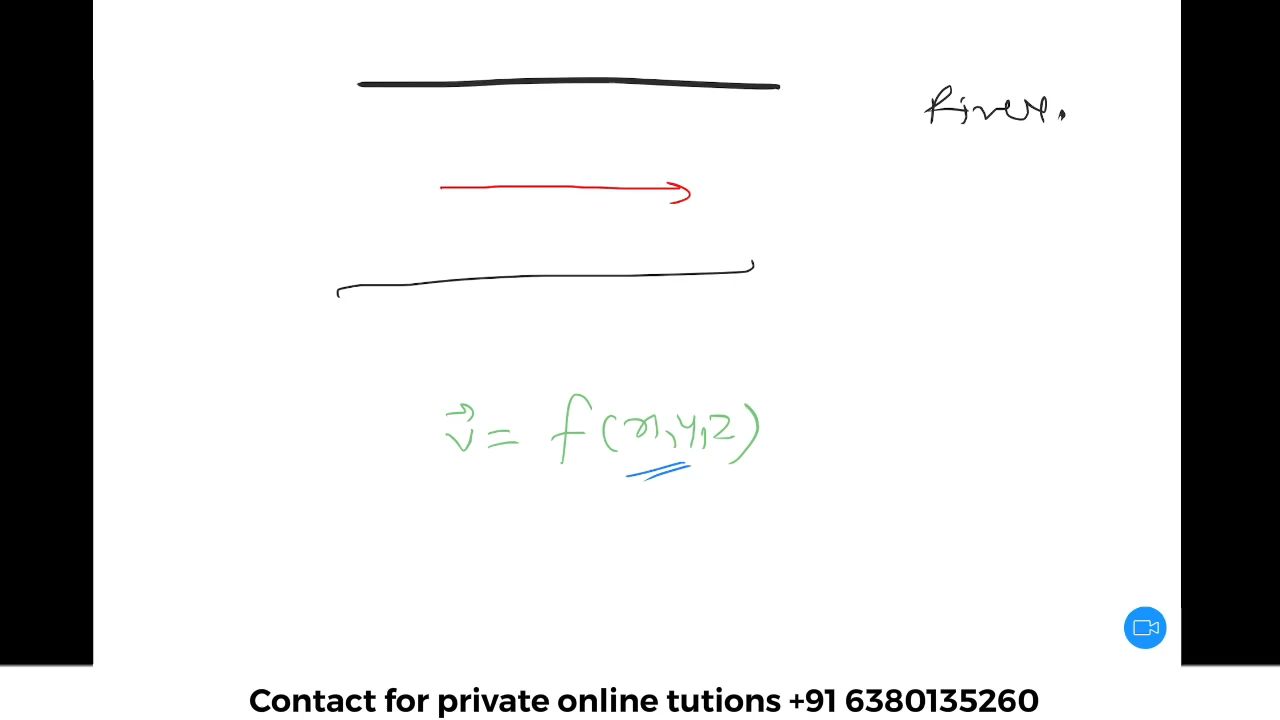 River.
v⃗ = f(x,y,z)
Contact for private online tutions +91 6380135260